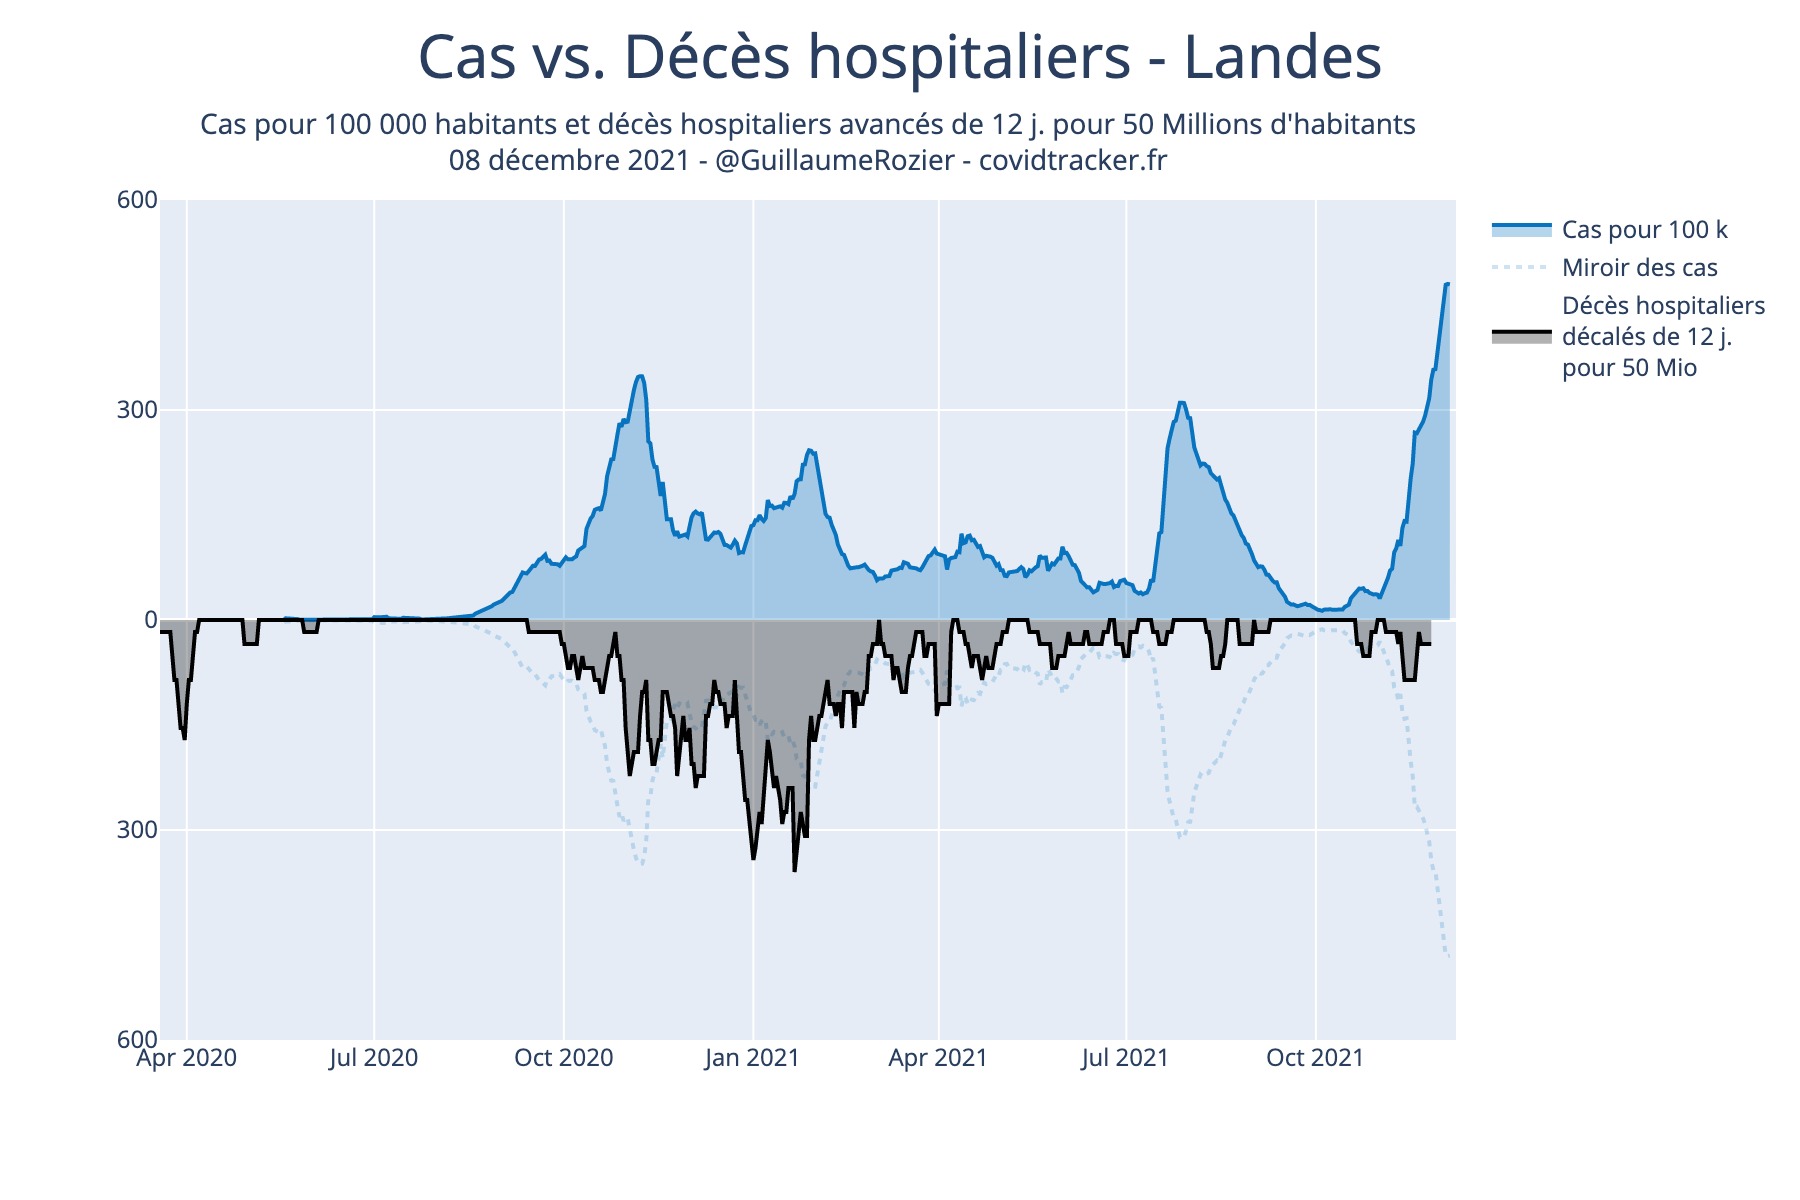 Cas vs. Décès hospitaliers - Landes
Cas pour 100 000 habitants et décès hospitaliers avancés de 12 j. pour 50 Millions d'habitants
08 décembre 2021 - @GuillaumeRozier - covidtracker.fr
600
300
0
300
600
Apr 2020
Jul 2020
Oct 2020
Jan 2021
Apr 2021
Jul 2021
Oct 2021
Cas pour 100 k
Miroir des cas
Décès hospitaliers
décalés de 12 j.
pour 50 Mio